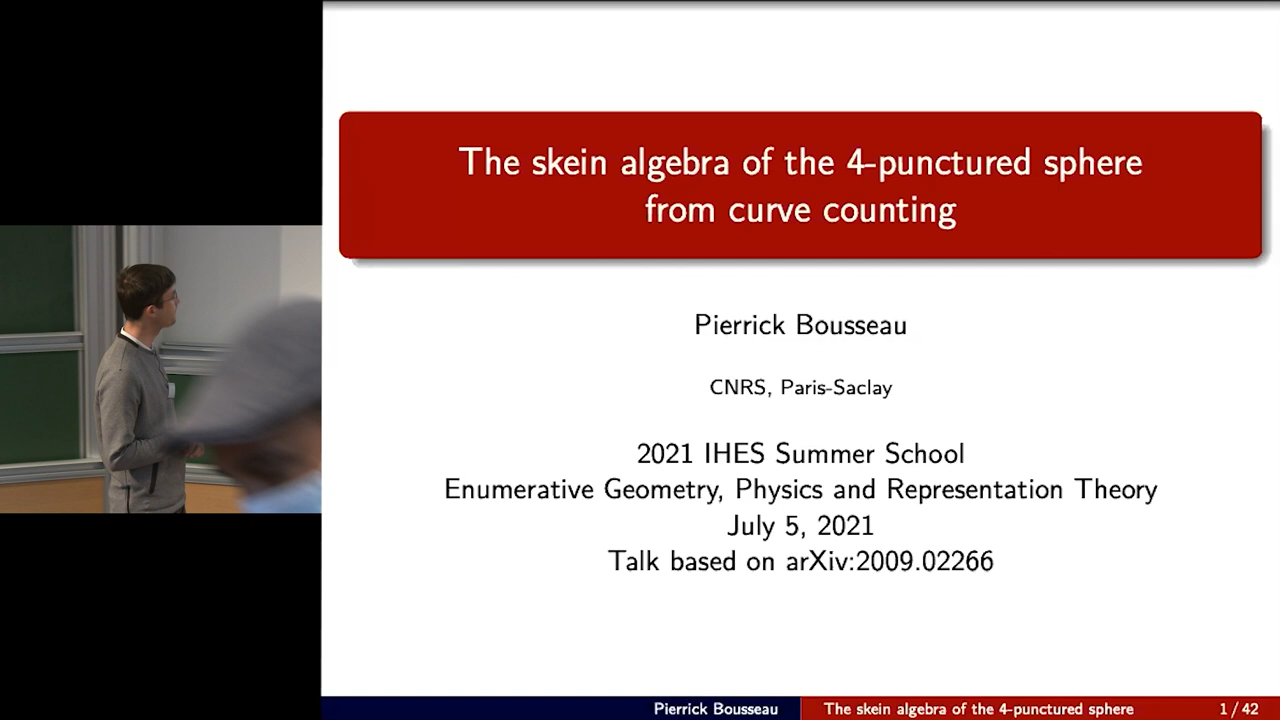 The skein algebra of the 4-punctured sphere
from curve counting
Pierrick Bousseau
CNRS, Paris-Saclay
2021 IHES Summer School
Enumerative Geometry, Physics and Representation Theory
July 5, 2021
Talk based on arXiv:2009.02266
Pierrick Bousseau
The skein algebra of the 4-punctured sphere
1 / 42